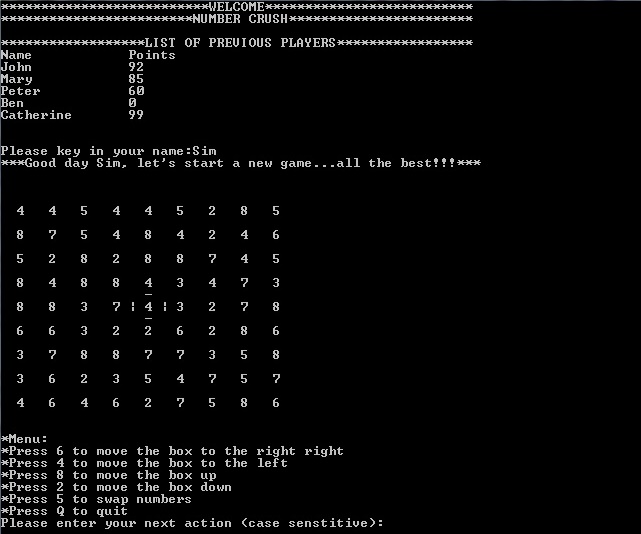 **************************WELCOME**************************
************************NUMBER CRUSH***********************
******************LIST OF PREVIOUS PLAYERS*****************
Name Points
John 92
Mary 85
Peter 60
Ben 0
Catherine 99
Please key in your name:Sim
***Good day Sim, let's start a new game...all the best!!!***
4 4 5 4 4 5 2 8 5
8 7 5 4 8 4 2 4 6
5 2 8 2 8 8 7 4 5
8 4 8 8 4 3 4 7 3
8 8 3 7 ¦ 4 ¦ 3 2 7 8
6 6 3 2 2 6 2 8 6
3 7 8 8 7 7 3 5 8
3 6 2 3 5 4 7 5 7
4 6 4 6 2 7 5 8 6
*Menu:
*Press 6 to move the box to the right right
*Press 4 to move the box to the left
*Press 8 to move the box up
*Press 2 to move the box down
*Press 5 to swap numbers
*Press Q to quit
Please enter your next action (case senstitive):